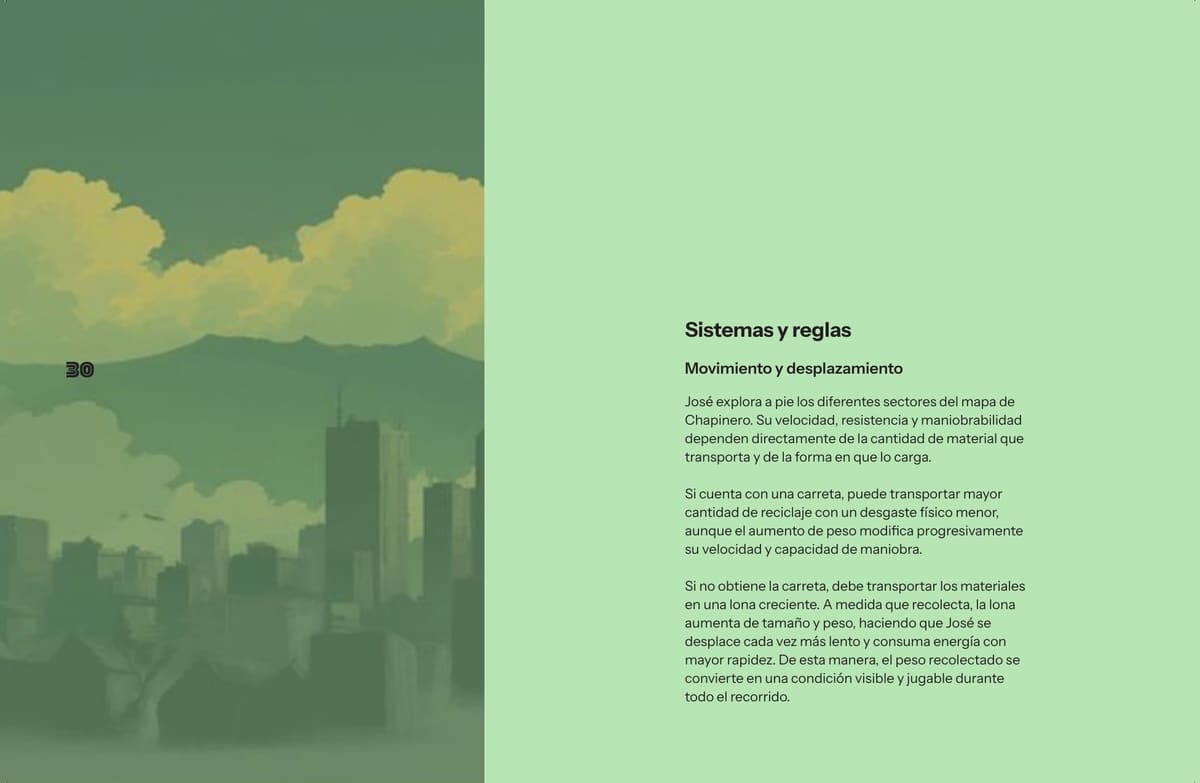 30
Sistemas y reglas
Movimiento y desplazamiento
José explora a pie los diferentes sectores del mapa de
Chapinero. Su velocidad, resistencia y maniobrabilidad
dependen directamente de la cantidad de material que
transporta y de la forma en que lo carga.
Si cuenta con una carreta, puede transportar mayor
cantidad de reciclaje con un desgaste físico menor,
aunque el aumento de peso modifica progresivamente
su velocidad y capacidad de maniobra.
Si no obtiene la carreta, debe transportar los materiales
en una lona creciente. A medida que recolecta, la lona
aumenta de tamaño y peso, haciendo que José se
desplace cada vez más lento y consuma energía con
mayor rapidez. De esta manera, el peso recolectado se
convierte en una condición visible y jugable durante
todo el recorrido.